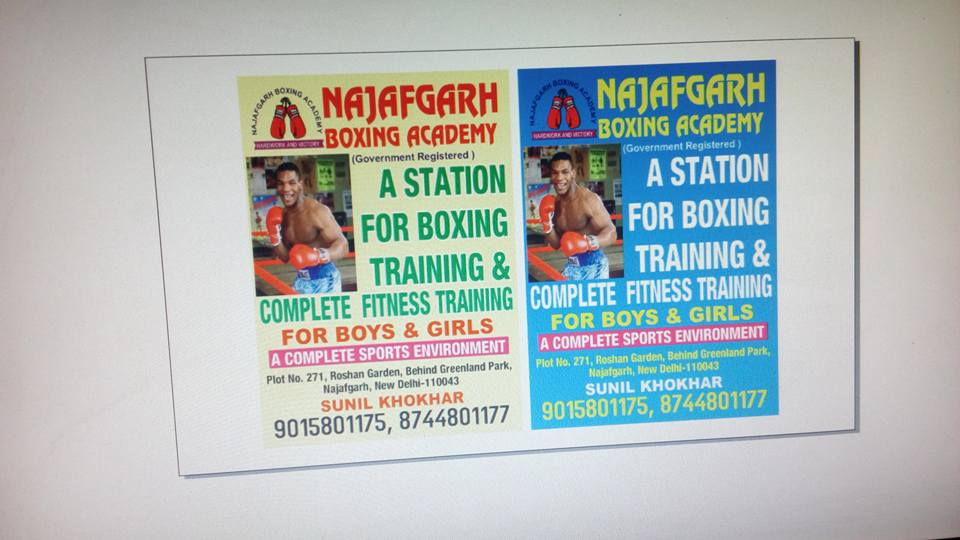 NAJAFGARH BOXING ACADEMY
HARDWORK AND VICTORY
NAJAFGARH
BOXING ACADEMY
(Government Registered )
A STATION
FOR BOXING
TRAINING &
COMPLETE FITNESS TRAINING
FOR BOYS & GIRLS
A COMPLETE SPORTS ENVIRONMENT
Plot No. 271, Roshan Garden, Behind Greenland Park,
Najafgarh, New Delhi-110043
SUNIL KHOKHAR
9015801175, 8744801177
NAJAFGARH BOXING ACADEMY
HARDWORK AND VICTORY
NAJAFGARH
BOXING ACADEMY
(Government Registered )
A STATION
FOR BOXING
TRAINING &
COMPLETE FITNESS TRAINING
FOR BOYS & GIRLS
A COMPLETE SPORTS ENVIRONMENT
Plot No. 271, Roshan Garden, Behind Greenland Park,
Najafgarh, New Delhi-110043
SUNIL KHOKHAR
9015801175, 8744801177